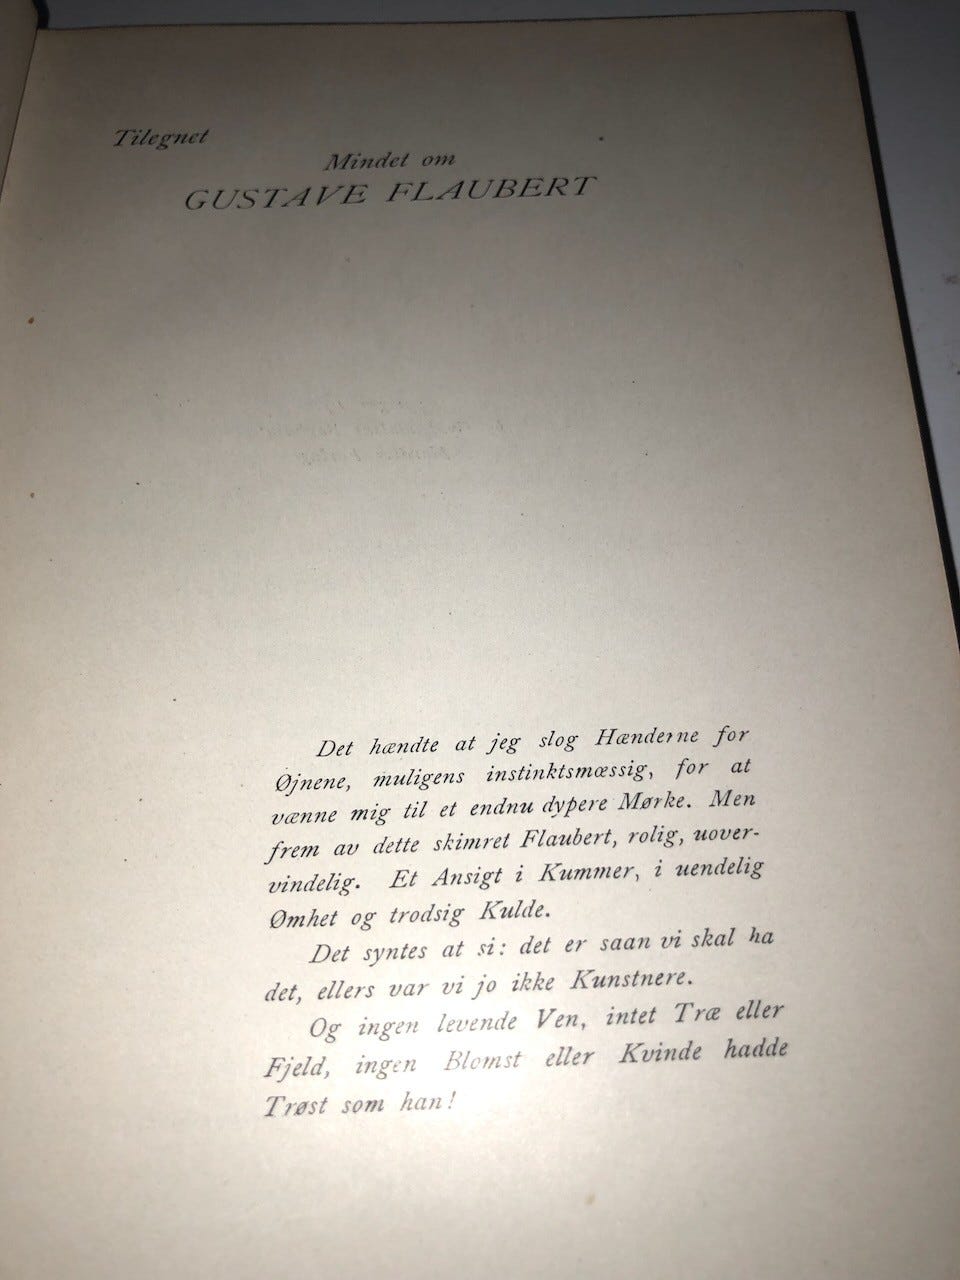 Tilegnet
Mindet om
GUSTAVE FLAUBERT
Det hændte at jeg slog Hænderne for
Øjnene, muligens instinktsmæssig, for at
vænne mig til et endnu dypere Mørke. Men
frem av dette skimret Flaubert, rolig, uover-
vindelig. Et Ansigt i Kummer, i uendelig
Ømhet og trodsig Kulde.
Det syntes at si: det er saan vi skal ha
det, ellers var vi jo ikke Kunstnere.
Og ingen levende Ven, intet Træ eller
Fjeld, ingen Blomst eller Kvinde hadde
Trøst som han!